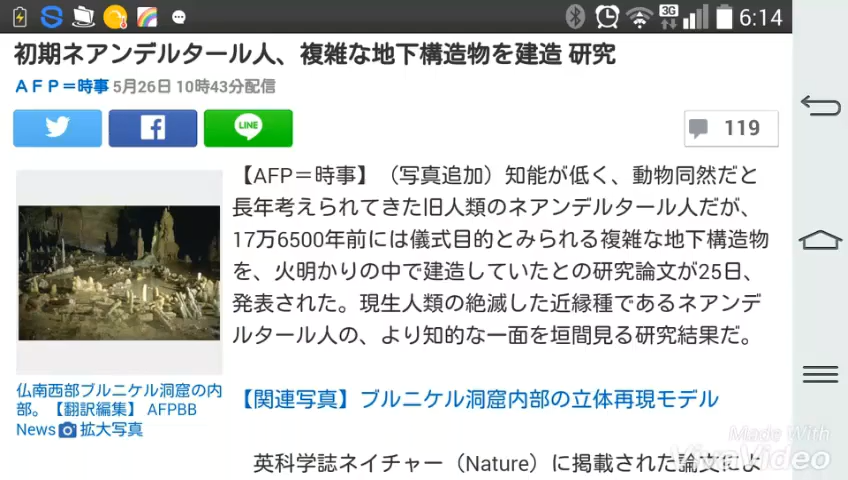 3G 6:14
初期ネアンデルタール人、複雑な地下構造物を建造 研究
ＡＦＰ＝時事 5月26日 10時43分配信
LINE
119
【AFP＝時事】（写真追加）知能が低く、動物同然だと
長年考えられてきた旧人類のネアンデルタール人だが、
17万6500年前には儀式目的とみられる複雑な地下構造物
を、火明かりの中で建造していたとの研究論文が25日、
発表された。現生人類の絶滅した近縁種であるネアンデ
ルタール人の、より知的な一面を垣間見る研究結果だ。
仏南西部ブルニケル洞窟の内
部。【翻訳編集】 AFPBB
News 拡大写真
【関連写真】ブルニケル洞窟内部の立体再現モデル
英科学誌ネイチャー（Nature）に掲載された論文によ
Made With
VivaVideo